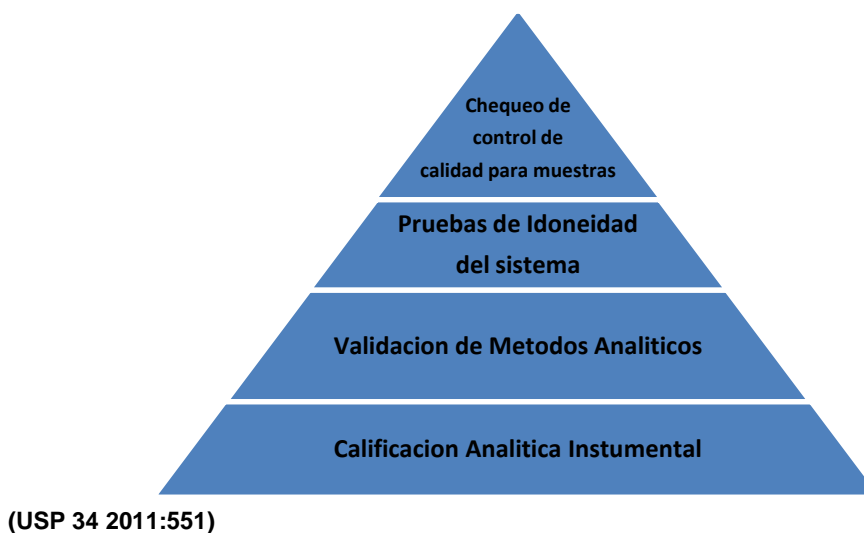 Chequeo de
control de
calidad para muestras
Pruebas de Idoneidad
del sistema
Validacion de Metodos Analiticos
Calificacion Analitica Instumental
(USP 34 2011:551)